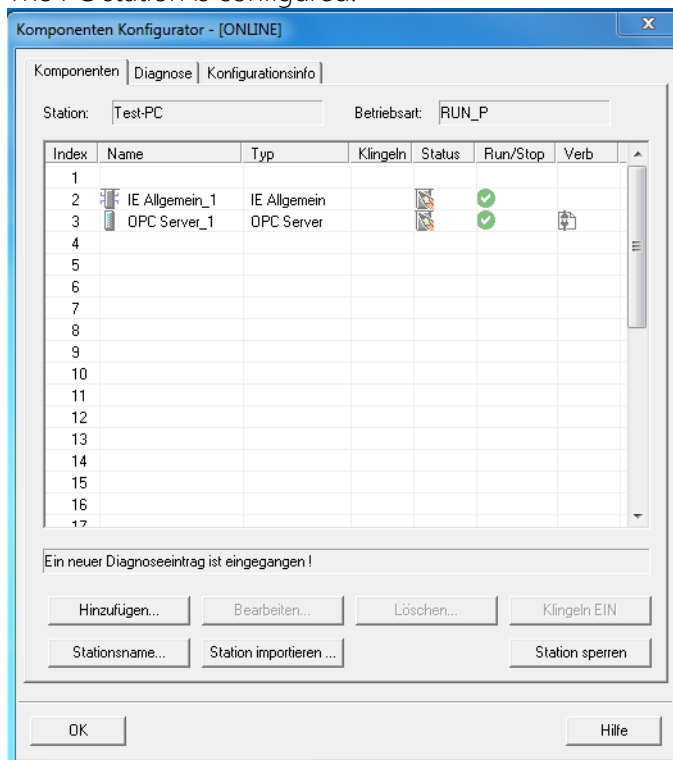 The PC station is configured.
Komponenten Konfigurator - [ONLINE]
Komponenten Diagnose Konfigurationsinfo
Station: Test-PC Betriebsart: RUN_P
Index Name Typ Klingeln Status Run/Stop Verb
1
2 IE Allgemein_1 IE Allgemein
3 OPC Server_1 OPC Server
4
5
6
7
8
9
10
11
12
13
14
15
16
17
Ein neuer Diagnoseeintrag ist eingegangen !
Hinzufügen... Bearbeiten... Löschen... Klingeln EIN
Stationsname... Station importieren ... Station sperren
OK Hilfe